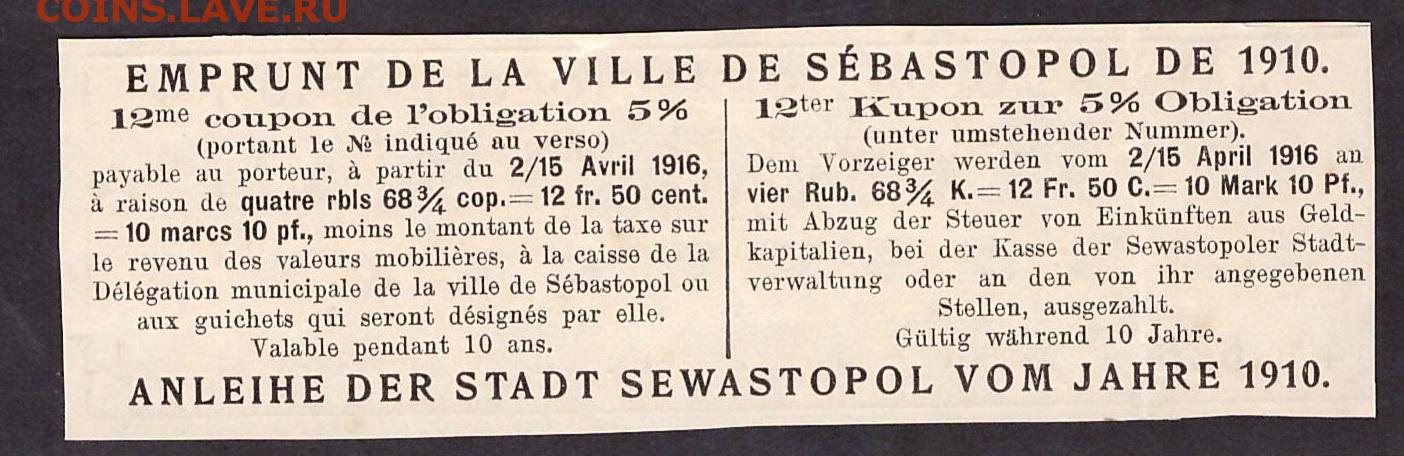 COINS.LAVE.RU
EMPRUNT DE LA VILLE DE SÉBASTOPOL DE 1910.
12me coupon de l'obligation 5%
(portant le № indiqué au verso)
payable au porteur, à partir du 2/15 Avril 1916,
à raison de quatre rbls 68¾ cop.=12 fr. 50 cent.
=10 marcs 10 pf., moins le montant de la taxe sur
le revenu des valeurs mobilières, à la caisse de la
Délégation municipale de la ville de Sébastopol ou
aux guichets qui seront désignés par elle.
Valable pendant 10 ans.
12ter Kupon zur 5% Obligation
(unter umstehender Nummer).
Dem Vorzeiger werden vom 2/15 April 1916 an
vier Rub. 68¾ K.=12 Fr. 50 C.=10 Mark 10 Pf.,
mit Abzug der Steuer von Einkünften aus Geld-
kapitalien, bei der Kasse der Sewastopoler Stadt-
verwaltung oder an den von ihr angegebenen
Stellen, ausgezahlt.
Gültig während 10 Jahre.
ANLEIHE DER STADT SEWASTOPOL VOM JAHRE 1910.